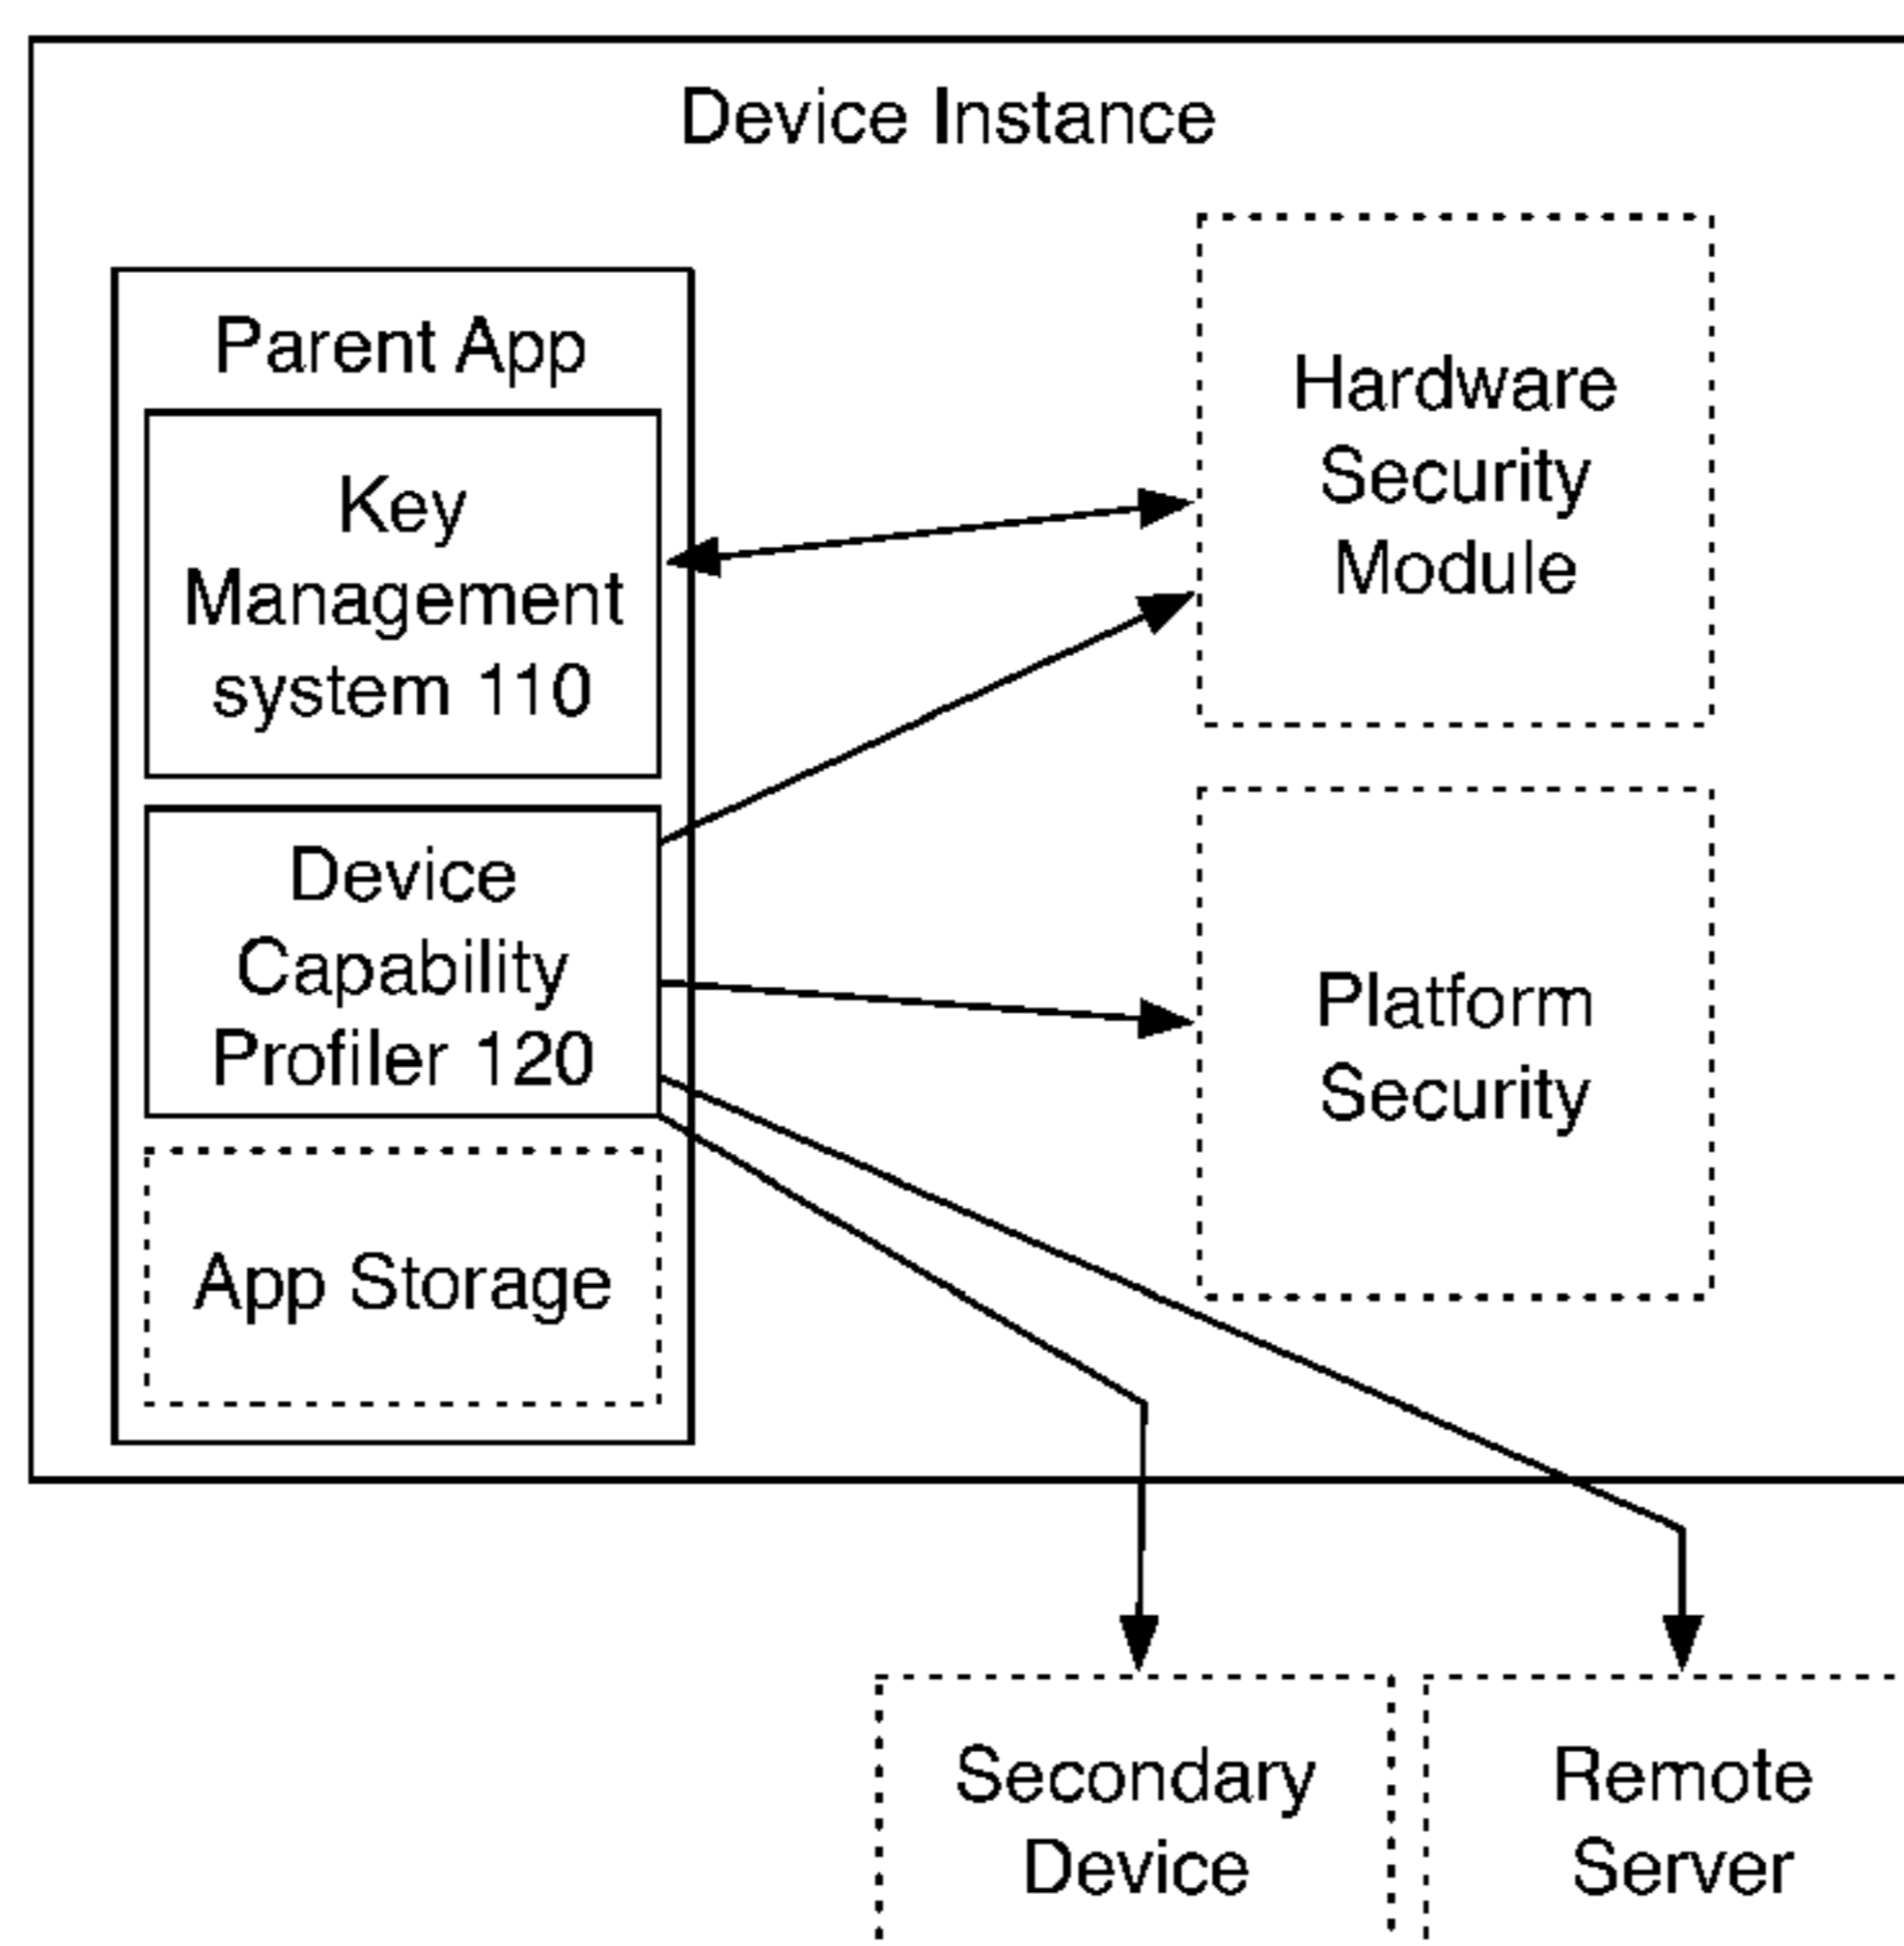 Device Instance
Parent App
Key
Management
system 110
Device
Capability
Profiler 120
App Storage
Hardware
Security
Module
Platform
Security
Secondary
Device
Remote
Server